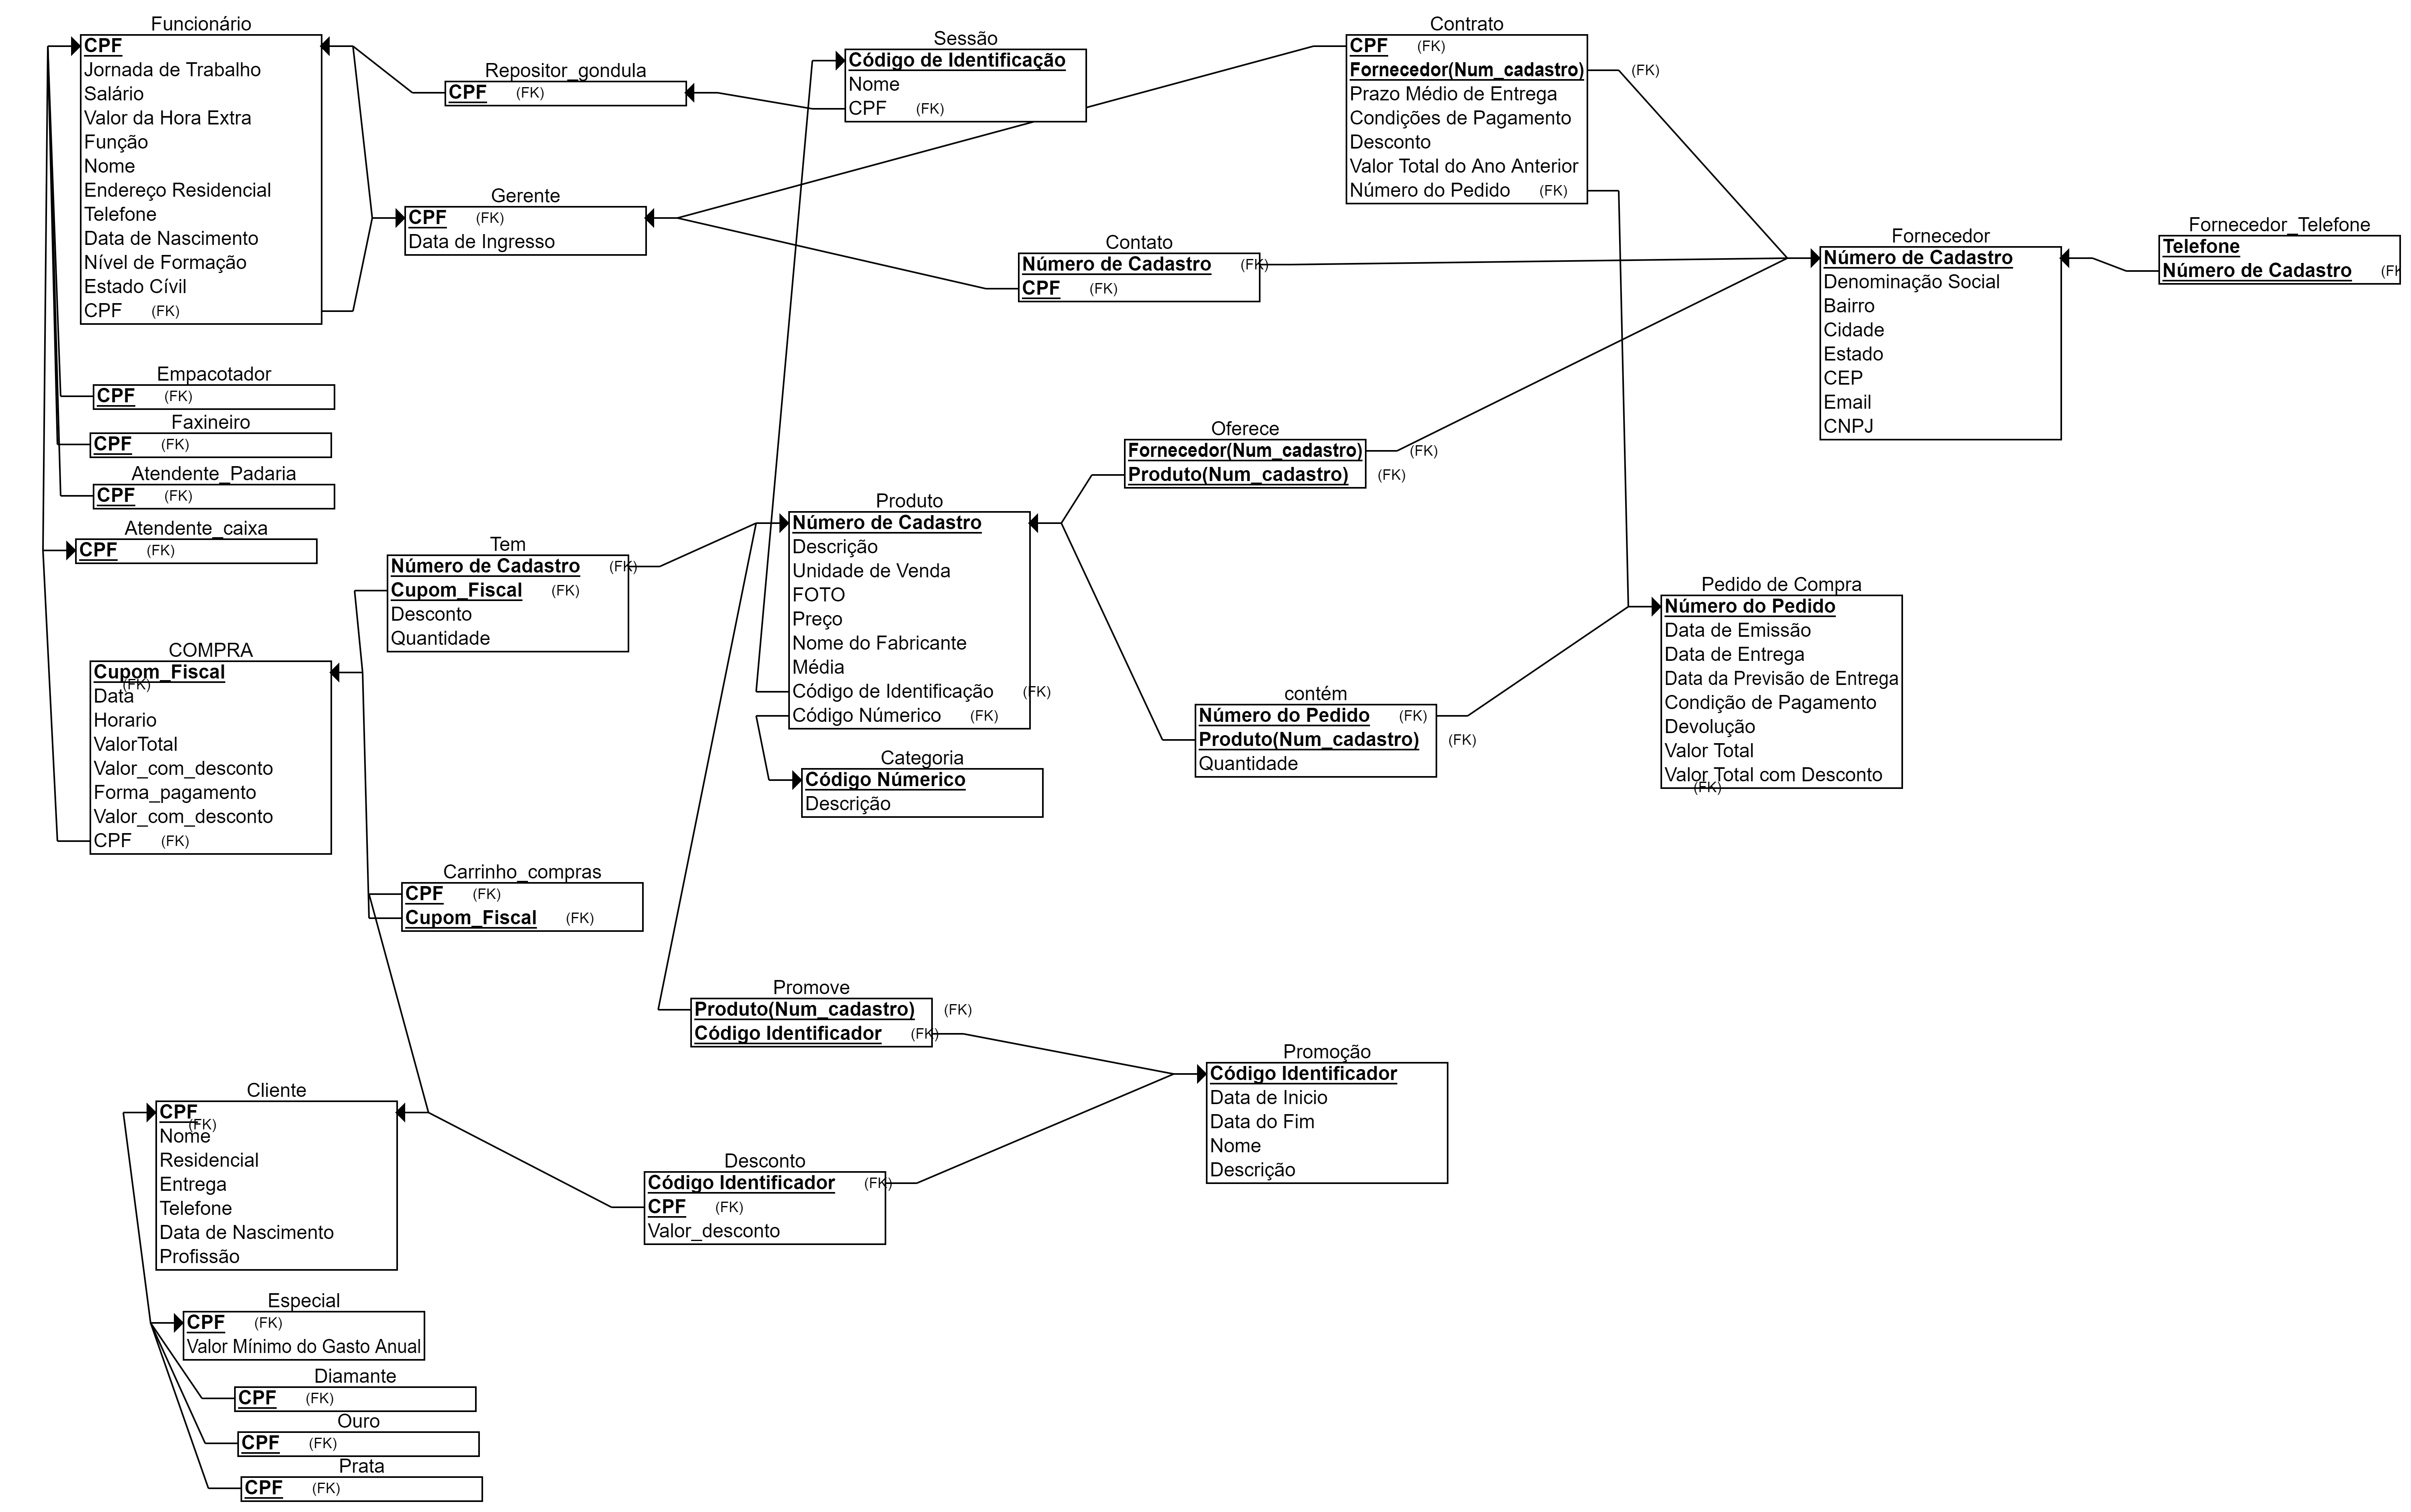 Funcionário
CPF
Jornada de Trabalho
Salário
Valor da Hora Extra
Função
Nome
Endereço Residencial
Telefone
Data de Nascimento
Nível de Formação
Estado Cívil
CPF (FK)
Repositor_gondula
CPF (FK)
Sessão
Código de Identificação
Nome
CPF (FK)
Contrato
CPF (FK)
Fornecedor(Num_cadastro) (FK)
Prazo Médio de Entrega
Condições de Pagamento
Desconto
Valor Total do Ano Anterior
Número do Pedido (FK)
Gerente
CPF (FK)
Data de Ingresso
Contato
Número de Cadastro (FK)
CPF (FK)
Fornecedor
Número de Cadastro
Denominação Social
Bairro
Cidade
Estado
CEP
Email
CNPJ
Fornecedor_Telefone
Telefone
Número de Cadastro (FK
Empacotador
CPF (FK)
Faxineiro
CPF (FK)
Atendente_Padaria
CPF (FK)
Atendente_caixa
CPF (FK)
Oferece
Fornecedor(Num_cadastro) (FK)
Produto(Num_cadastro) (FK)
Tem
Número de Cadastro (FK)
Cupom_Fiscal (FK)
Desconto
Quantidade
Produto
Número de Cadastro
Descrição
Unidade de Venda
FOTO
Preço
Nome do Fabricante
Média
Código de Identificação (FK)
Código Númerico (FK)
Pedido de Compra
Número do Pedido
Data de Emissão
Data de Entrega
Data da Previsão de Entrega
Condição de Pagamento
Devolução
Valor Total
Valor Total com Desconto
(FK)
COMPRA
Cupom_Fiscal
(FK)
Data
Horario
ValorTotal
Valor_com_desconto
Forma_pagamento
Valor_com_desconto
CPF (FK)
contém
Número do Pedido (FK)
Produto(Num_cadastro) (FK)
Quantidade
Categoria
Código Númerico
Descrição
Carrinho_compras
CPF (FK)
Cupom_Fiscal (FK)
Promove
Produto(Num_cadastro) (FK)
Código Identificador (FK)
Promoção
Código Identificador
Data de Inicio
Data do Fim
Nome
Descrição
Cliente
CPF
(FK)
Nome
Residencial
Entrega
Telefone
Data de Nascimento
Profissão
Desconto
Código Identificador (FK)
CPF (FK)
Valor_desconto
Especial
CPF (FK)
Valor Mínimo do Gasto Anual
Diamante
CPF (FK)
Ouro
CPF (FK)
Prata
CPF (FK)